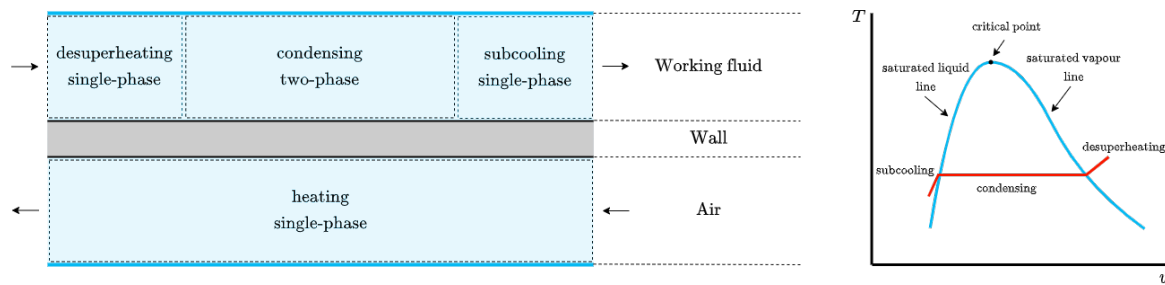 desuperheating
single-phase
condensing
two-phase
subcooling
single-phase
Working fluid
Wall
heating
single-phase
Air
T
critical point
saturated liquid
line
saturated vapour
line
desuperheating
subcooling
condensing